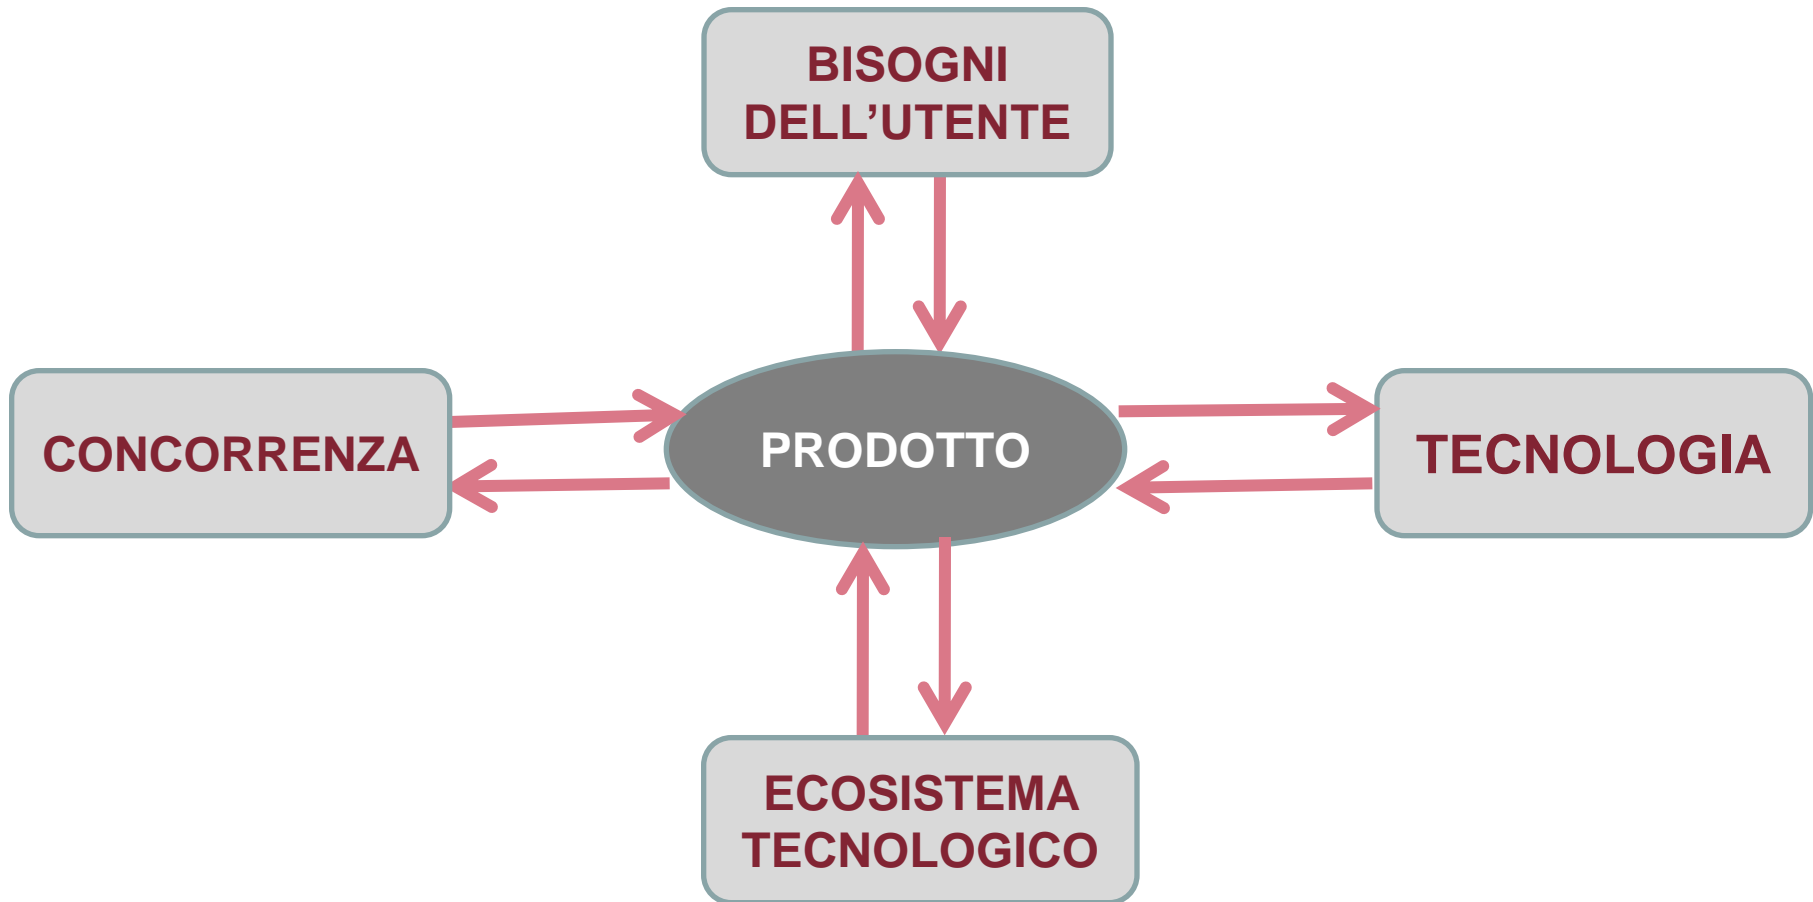 BISOGNI
DELL’UTENTE
CONCORRENZA
PRODOTTO
TECNOLOGIA
ECOSISTEMA
TECNOLOGICO